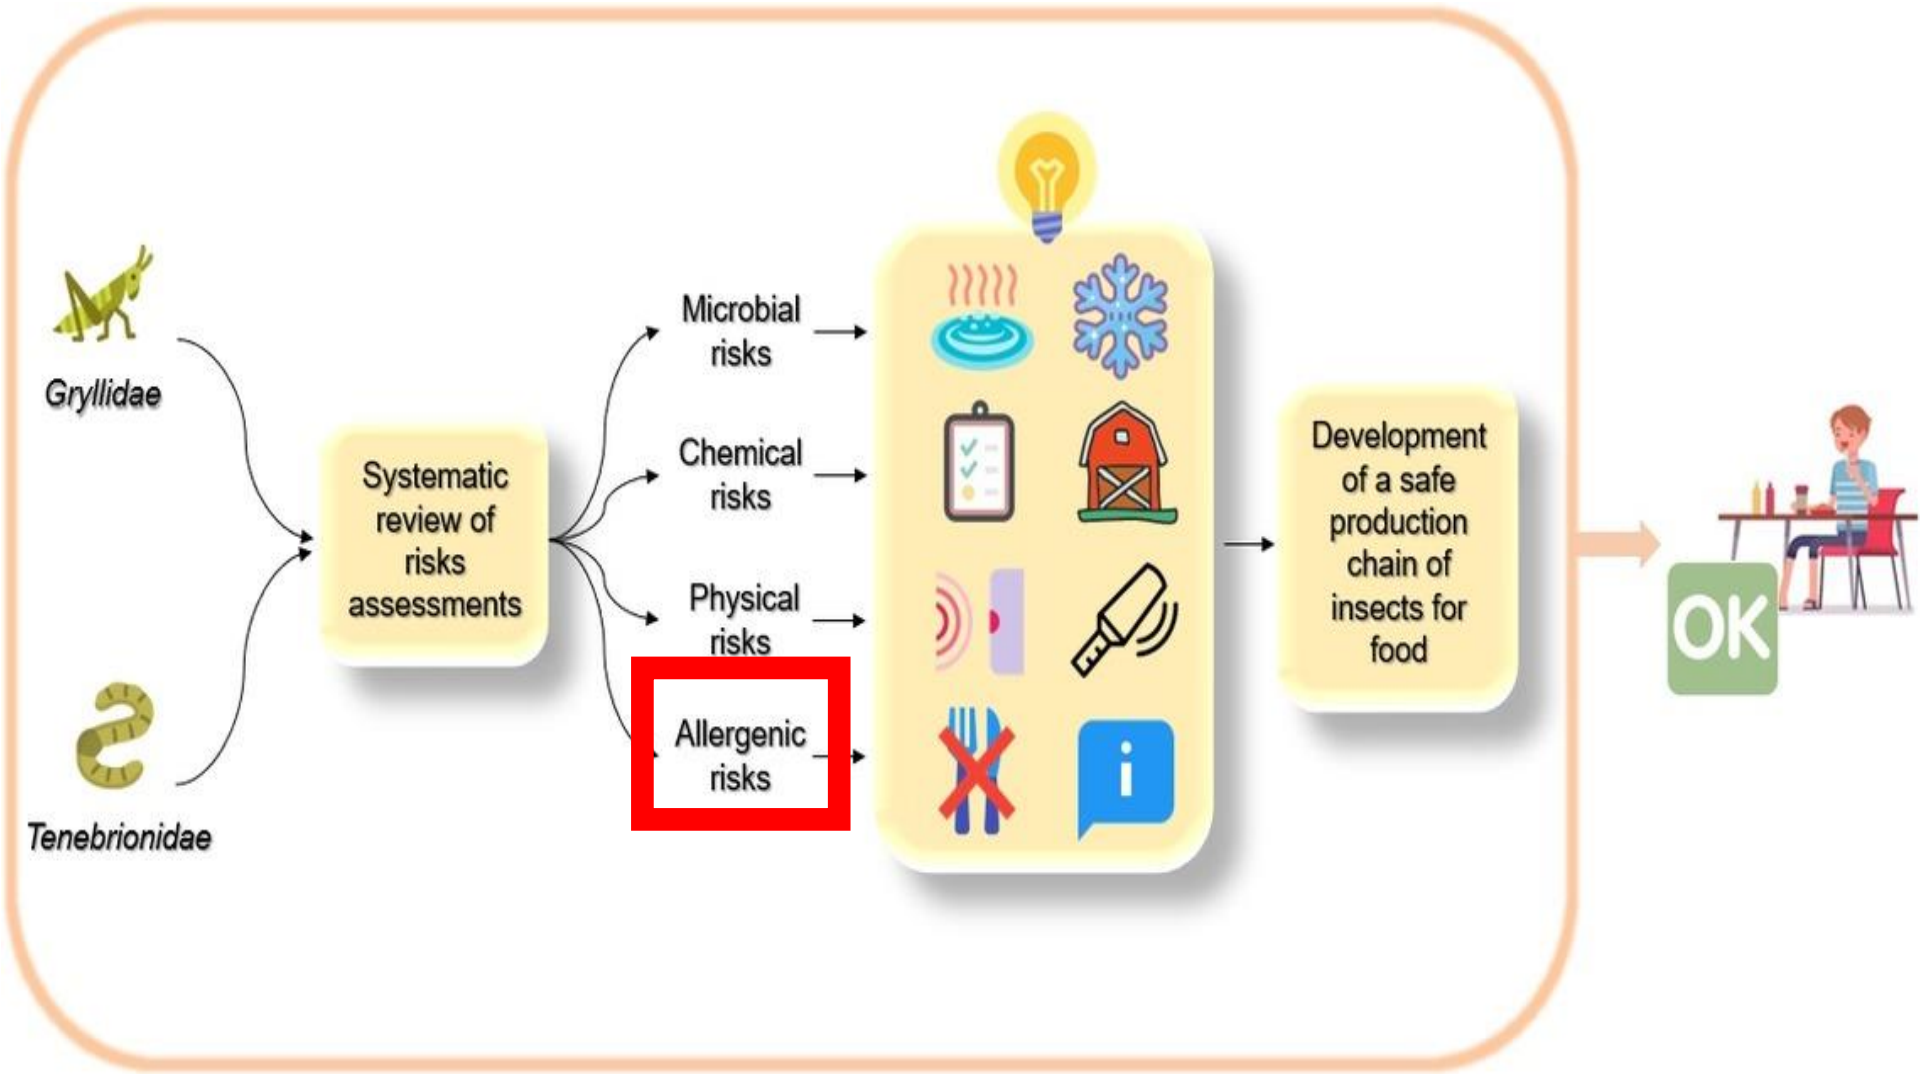 Gryllidae
Tenebrionidae
Systematic
review of
risks
assessments
Microbial
risks
Chemical
risks
Physical
risks
Allergenic
risks
i
Development
of a safe
production
chain of
insects for
food
OK